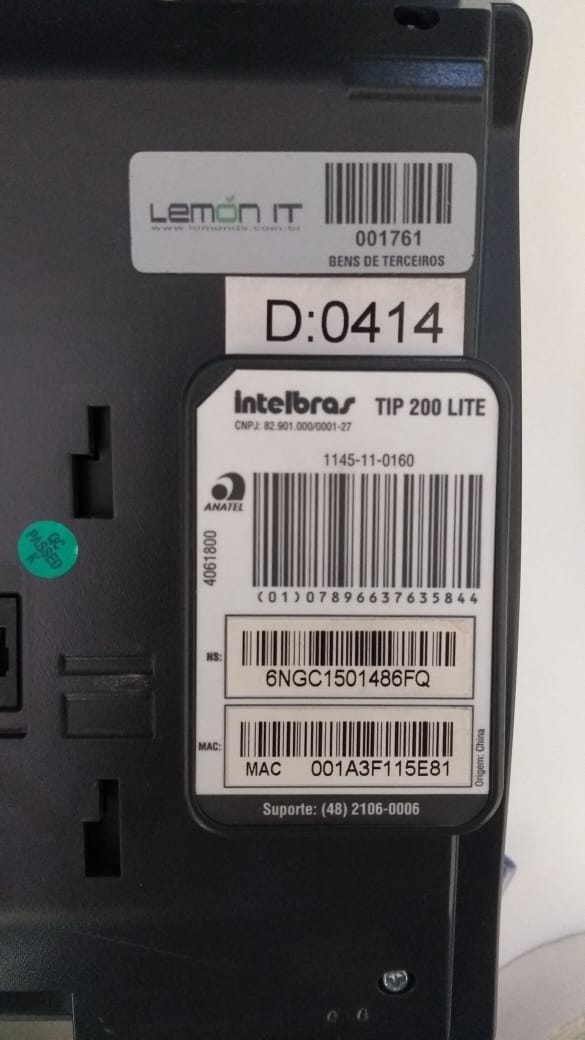 LEMON IT
www.lemonits.com.br
001761
BENS DE TERCEIROS
D:0414
intelbras TIP 200 LITE
CNPJ: 82.901.000/0001-27
1145-11-0160
ANATEL
4061800
(01)07896637635844
QC
PASSED
K
NS:
6NGC1501486FQ
MAC:
MAC 001A3F115E81
Origem: China
Suporte: (48) 2106-0006